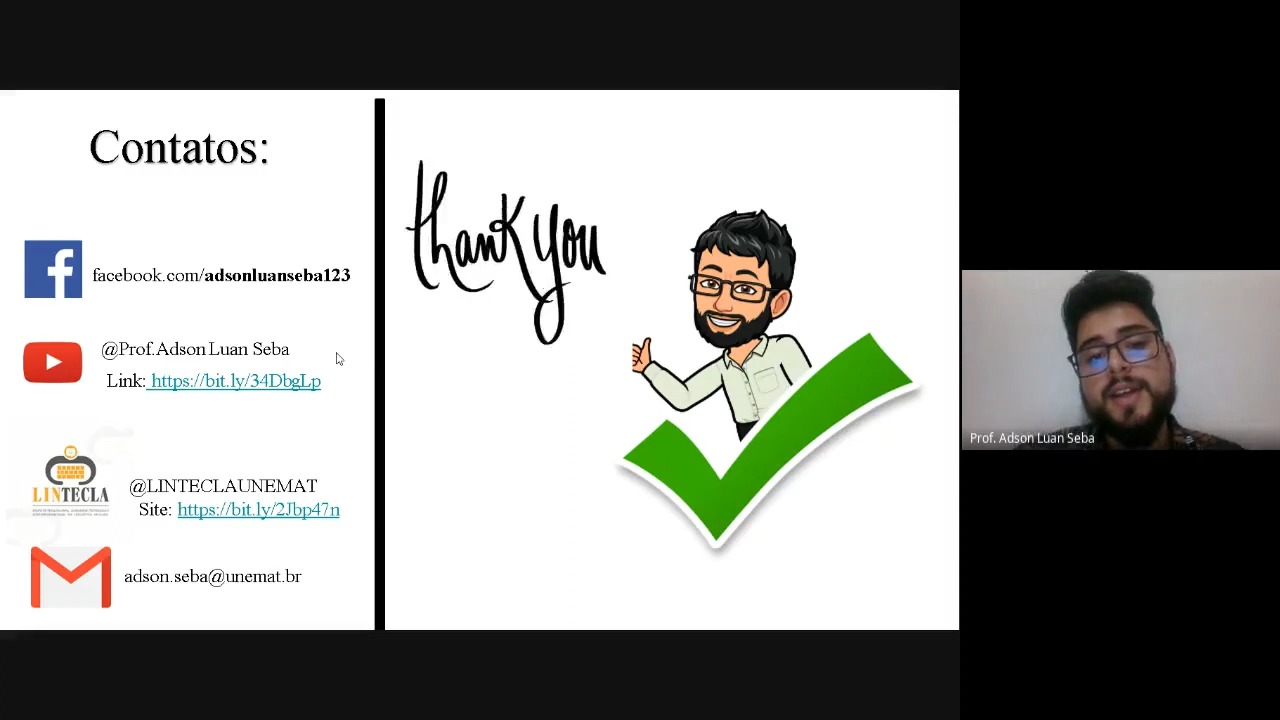 Contatos:
facebook.com/adsonluanseba123
@Prof.Adson Luan Seba
Link: https://bit.ly/34DbgLp
LINTECLA
@LINTECLAUNEMAT
Site: https://bit.ly/2Jbp47n
adson.seba@unemat.br
thank you
Prof. Adson Luan Seba